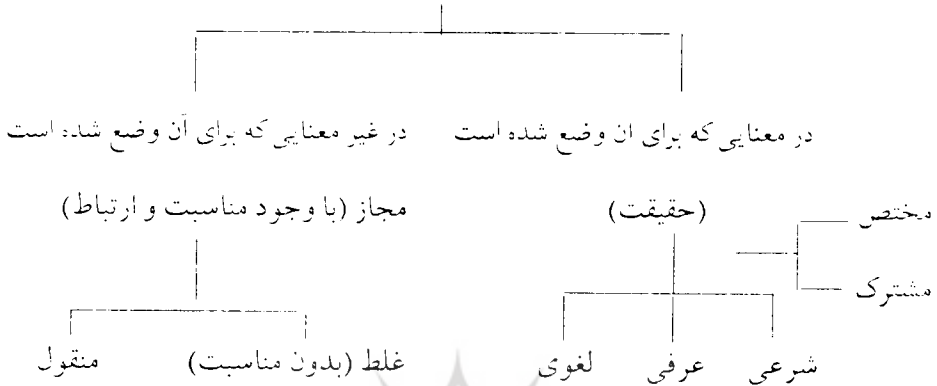 در معنایی که برای ان وضع شده است
در غیر معنایی که برای آن وضع شده است
(حقیقت)
مجاز (با وجود مناسبت و ارتباط)
مختص
مشترک
شرعی
عرفی
لغوی
غلط (بدون مناسبت)
منقول